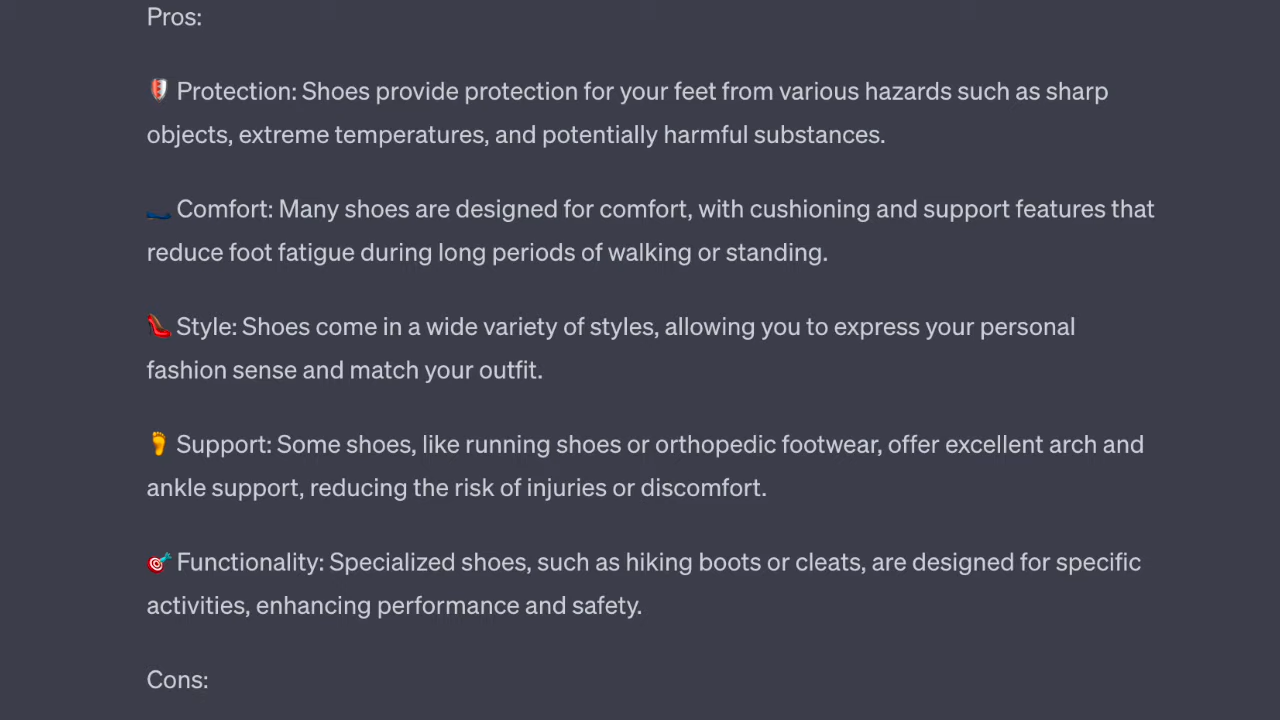 Pros:
🛡️ Protection: Shoes provide protection for your feet from various hazards such as sharp
objects, extreme temperatures, and potentially harmful substances.
🥿 Comfort: Many shoes are designed for comfort, with cushioning and support features that
reduce foot fatigue during long periods of walking or standing.
👠 Style: Shoes come in a wide variety of styles, allowing you to express your personal
fashion sense and match your outfit.
🦶 Support: Some shoes, like running shoes or orthopedic footwear, offer excellent arch and
ankle support, reducing the risk of injuries or discomfort.
🎯 Functionality: Specialized shoes, such as hiking boots or cleats, are designed for specific
activities, enhancing performance and safety.
Cons: